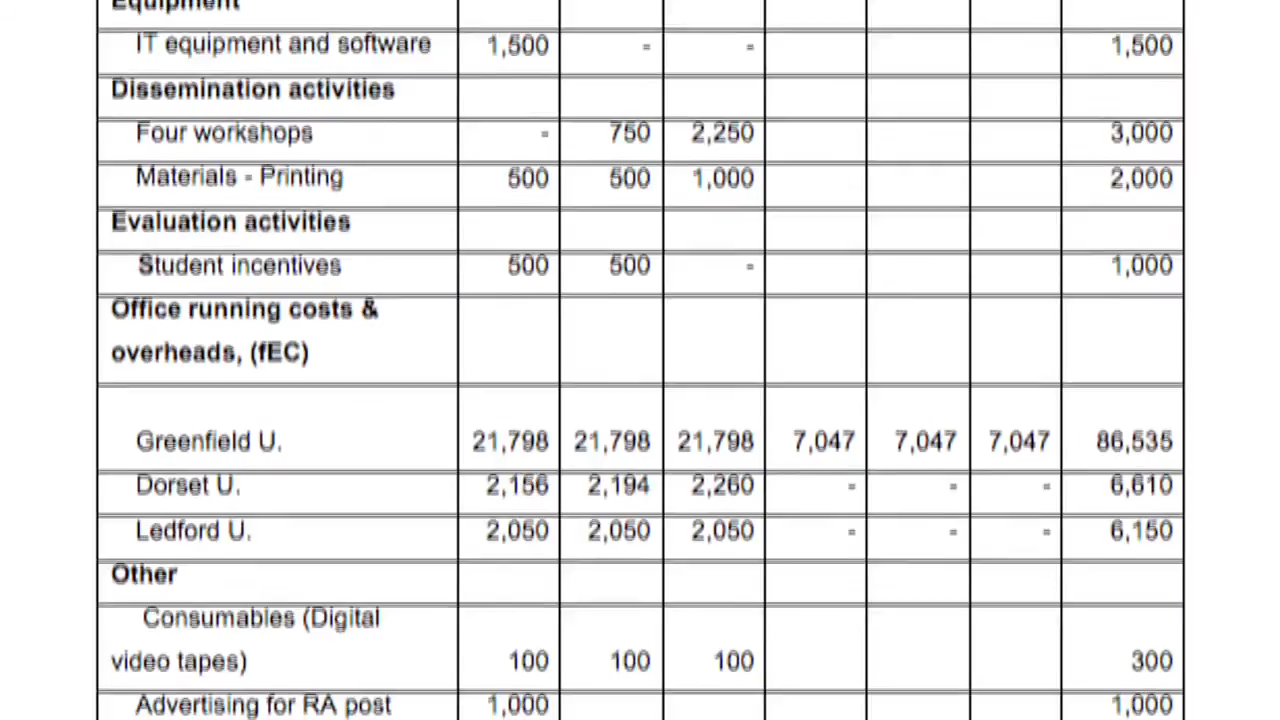 Equipment
IT equipment and software 1,500 - - 1,500
Dissemination activities
Four workshops - 750 2,250 3,000
Materials - Printing 500 500 1,000 2,000
Evaluation activities
Student incentives 500 500 - 1,000
Office running costs &
overheads, (fEC)
Greenfield U. 21,798 21,798 21,798 7,047 7,047 7,047 86,535
Dorset U. 2,156 2,194 2,260 - - - 6,610
Ledford U. 2,050 2,050 2,050 - - - 6,150
Other
Consumables (Digital
video tapes) 100 100 100 300
Advertising for RA post 1,000 1,000